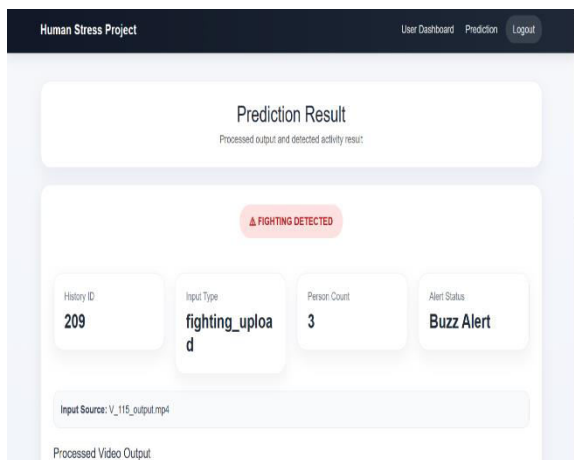 Human Stress Project
User Dashboard Prediction Logout
Prediction Result
Processed output and detected activity result
⚠ FIGHTING DETECTED
History ID
209
Input Type
fighting_uploa
d
Person Count
3
Alert Status
Buzz Alert
Input Source: V_115_output.mp4
Processed Video Output